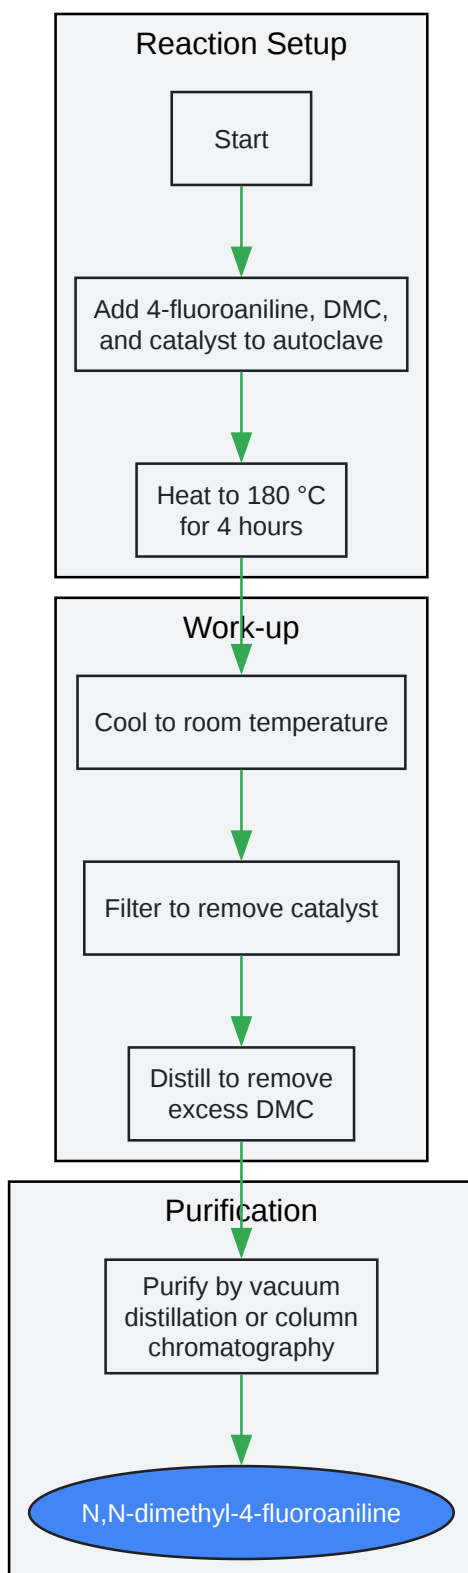 Reaction Setup
Start
Add 4-fluoroaniline, DMC,
and catalyst to autoclave
Heat to 180 °C
for 4 hours
Work-up
Cool to room temperature
Filter to remove catalyst
Distill to remove
excess DMC
Purification
Purify by vacuum
distillation or column
chromatography
N,N-dimethyl-4-fluoroaniline